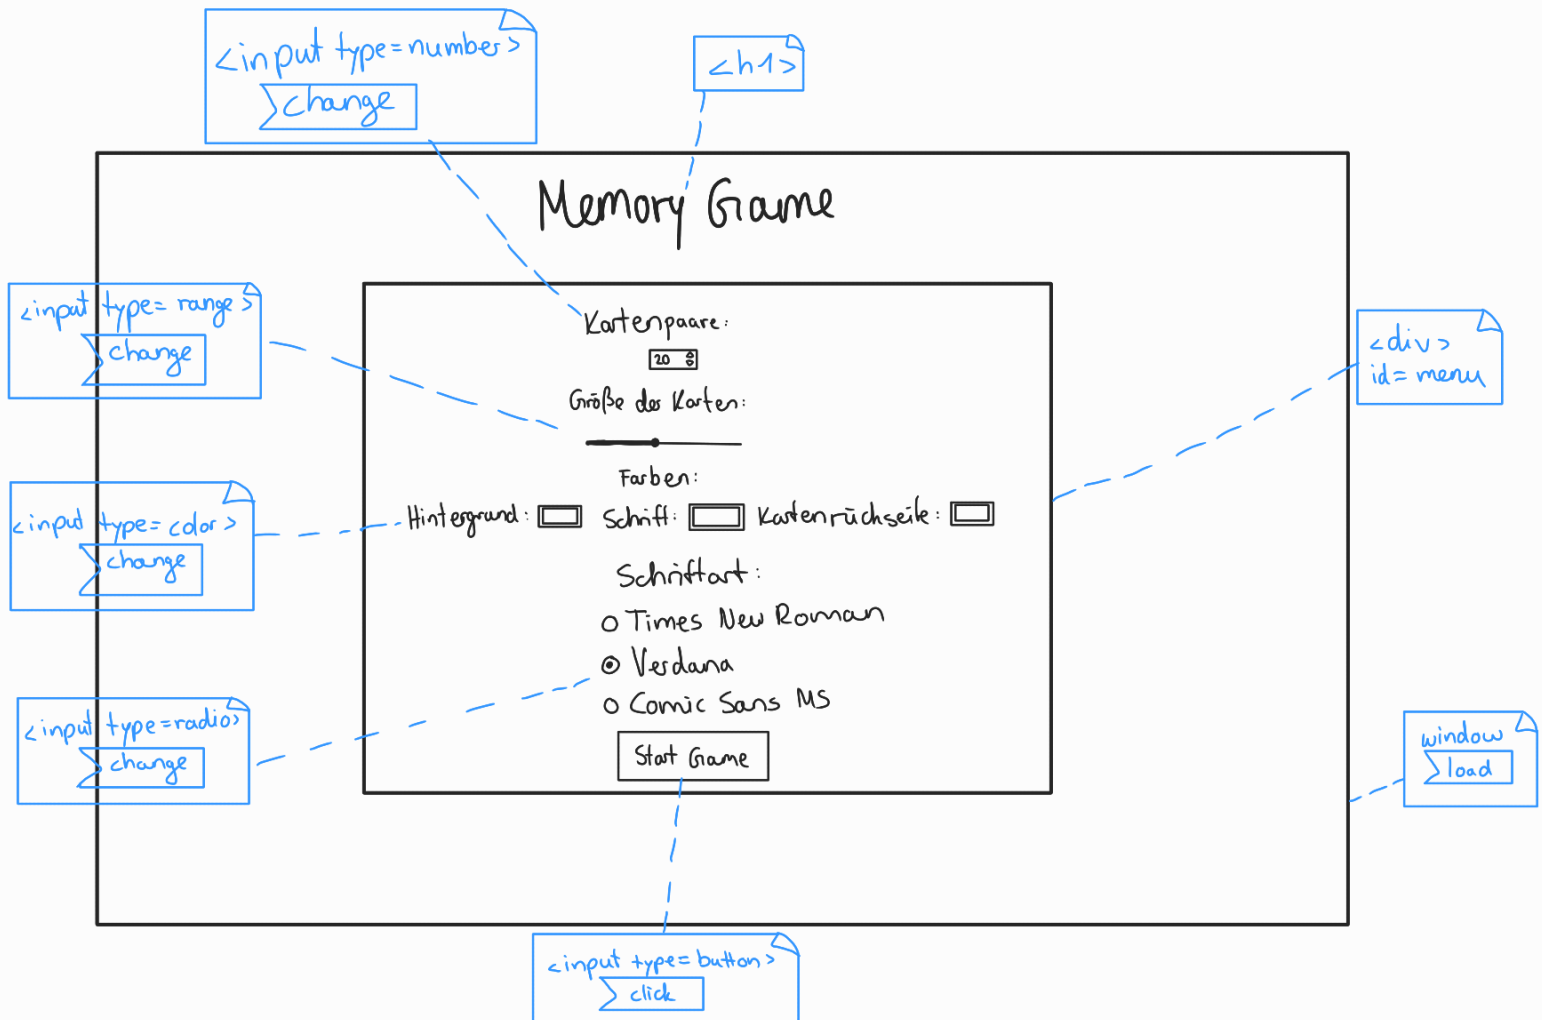 <input type=number>
change
<h1>
Memory Game
<input type=range>
change
Kartenpaare:
20
Größe der Karten:
<div>
id=menu
Farben:
<input type=color>
change
Hintergrund: Schrift: Kartenrückseite:
Schriftart:
Times New Roman
Verdana
Comic Sans MS
<input type=radio>
change
Start Game
window
load
<input type=button>
click